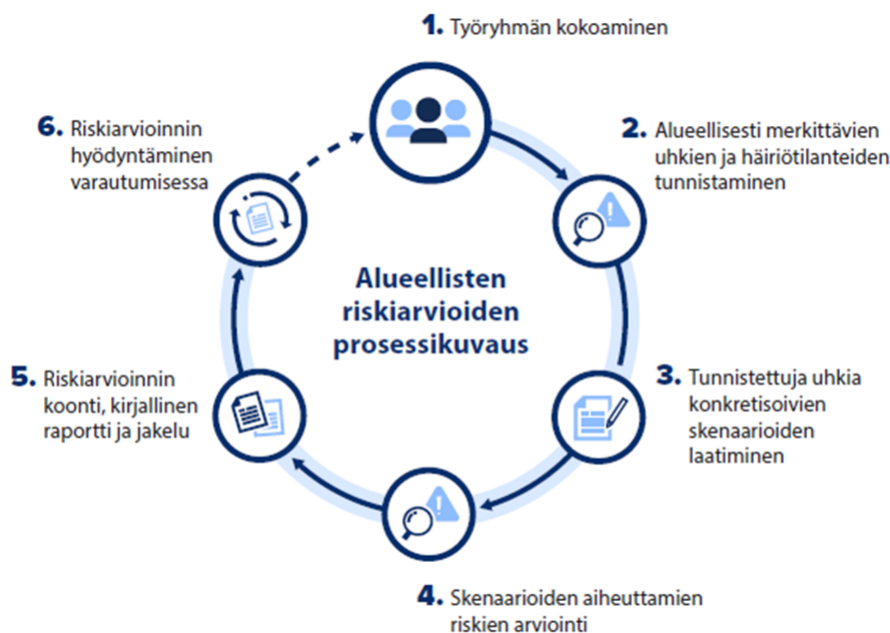 1. Työryhmän kokoaminen
2. Alueellisesti merkittävien
uhkien ja häiriötilanteiden
tunnistaminen
3. Tunnistettuja uhkia
konkretisoivien
skenaarioiden
laatiminen
4. Skenaarioiden aiheuttamien
riskien arviointi
5. Riskiarvioinnin
koonti, kirjallinen
raportti ja jakelu
6. Riskiarvioinnin
hyödyntäminen
varautumisessa
Alueellisten
riskiarvioiden
prosessikuvaus